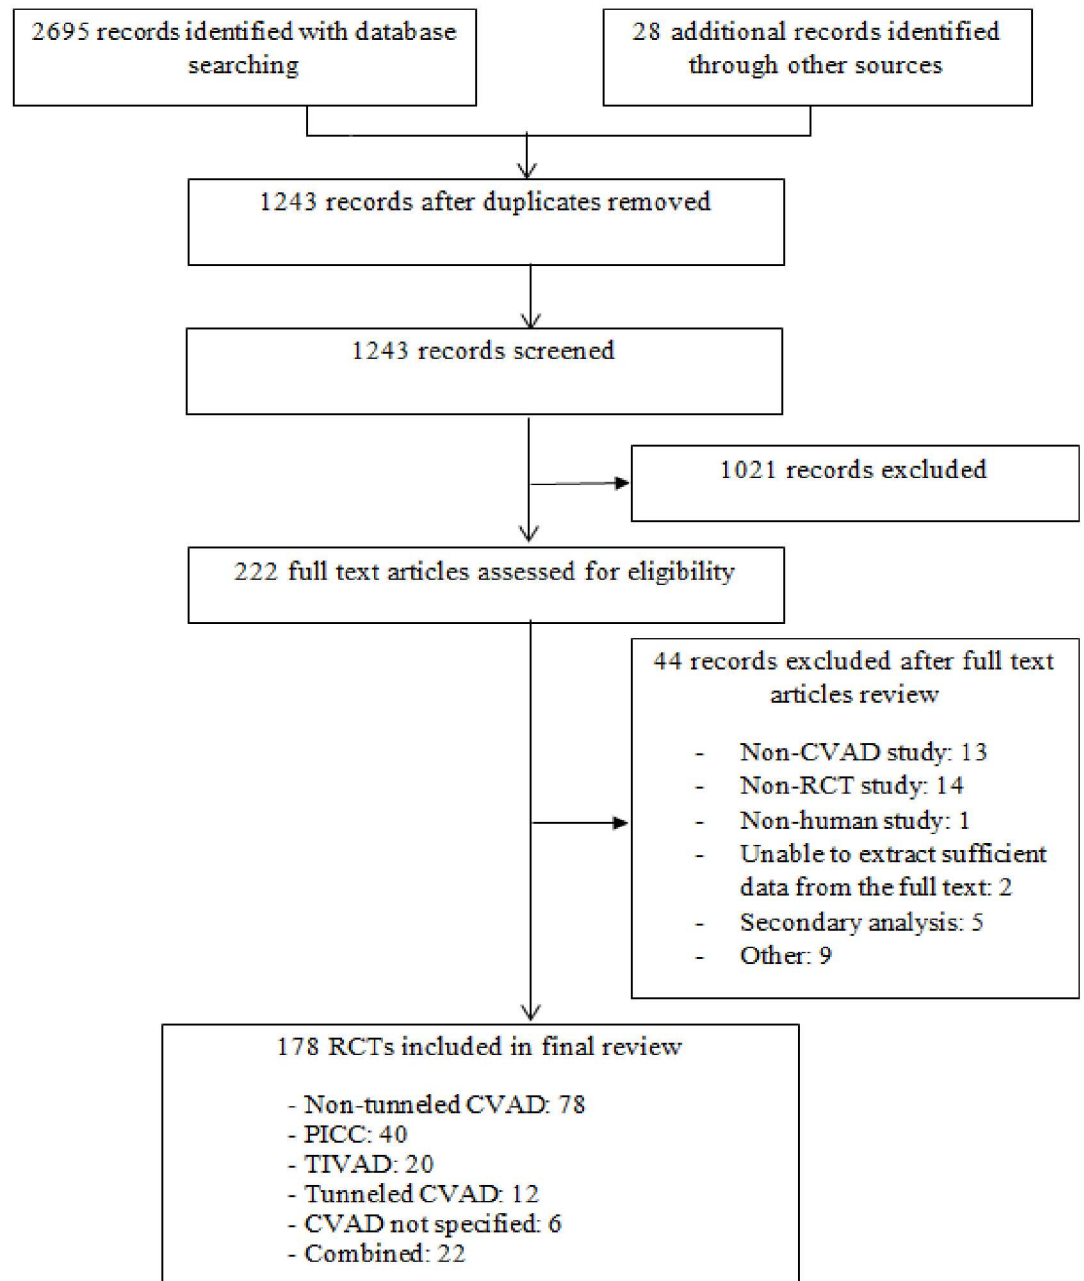 2695 records identified with database
searching
28 additional records identified
through other sources
1243 records after duplicates removed
1243 records screened
1021 records excluded
222 full text articles assessed for eligibility
44 records excluded after full text
articles review
- Non-CVAD study: 13
- Non-RCT study: 14
- Non-human study: 1
- Unable to extract sufficient
data from the full text: 2
- Secondary analysis: 5
- Other: 9
178 RCTs included in final review
- Non-tunneled CVAD: 78
- PICC: 40
- TIVAD: 20
- Tunneled CVAD: 12
- CVAD not specified: 6
- Combined: 22